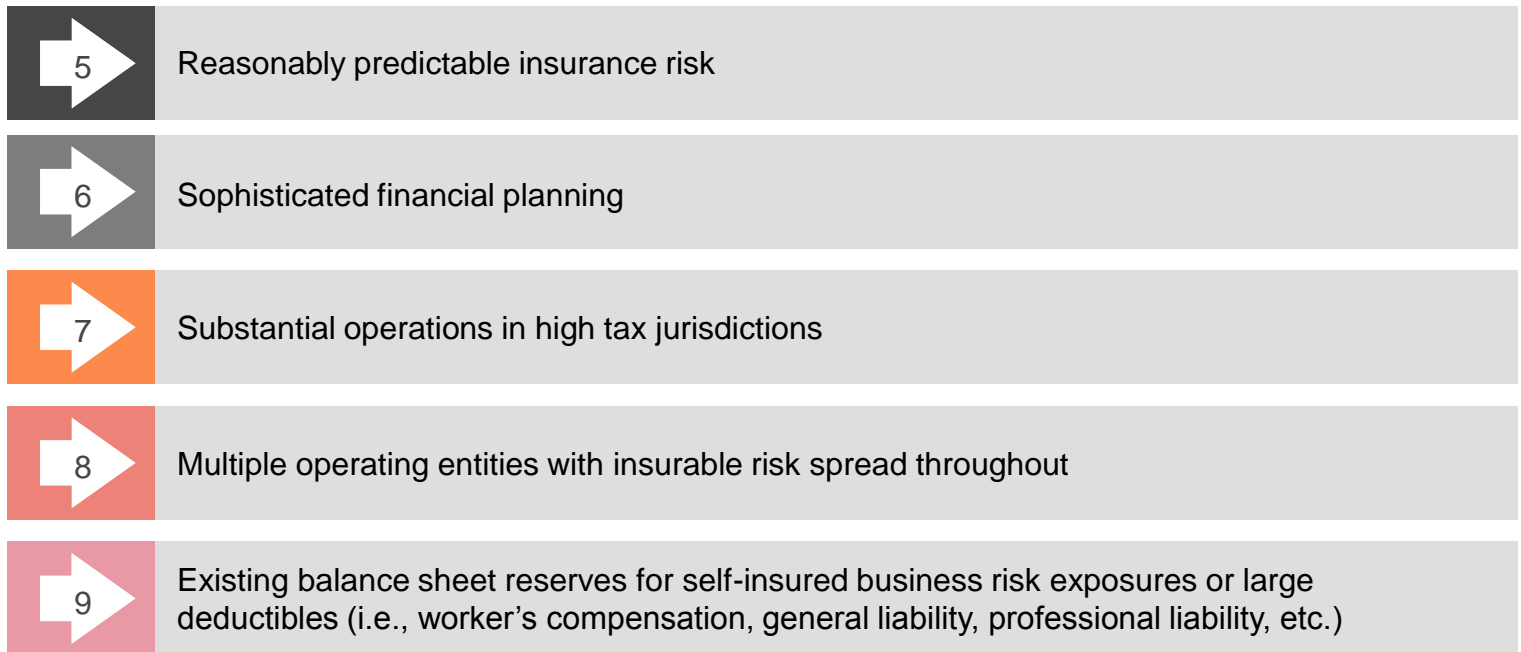 5
Reasonably predictable insurance risk
6
Sophisticated financial planning
7
Substantial operations in high tax jurisdictions
8
Multiple operating entities with insurable risk spread throughout
9
Existing balance sheet reserves for self-insured business risk exposures or large
deductibles (i.e., worker’s compensation, general liability, professional liability, etc.)